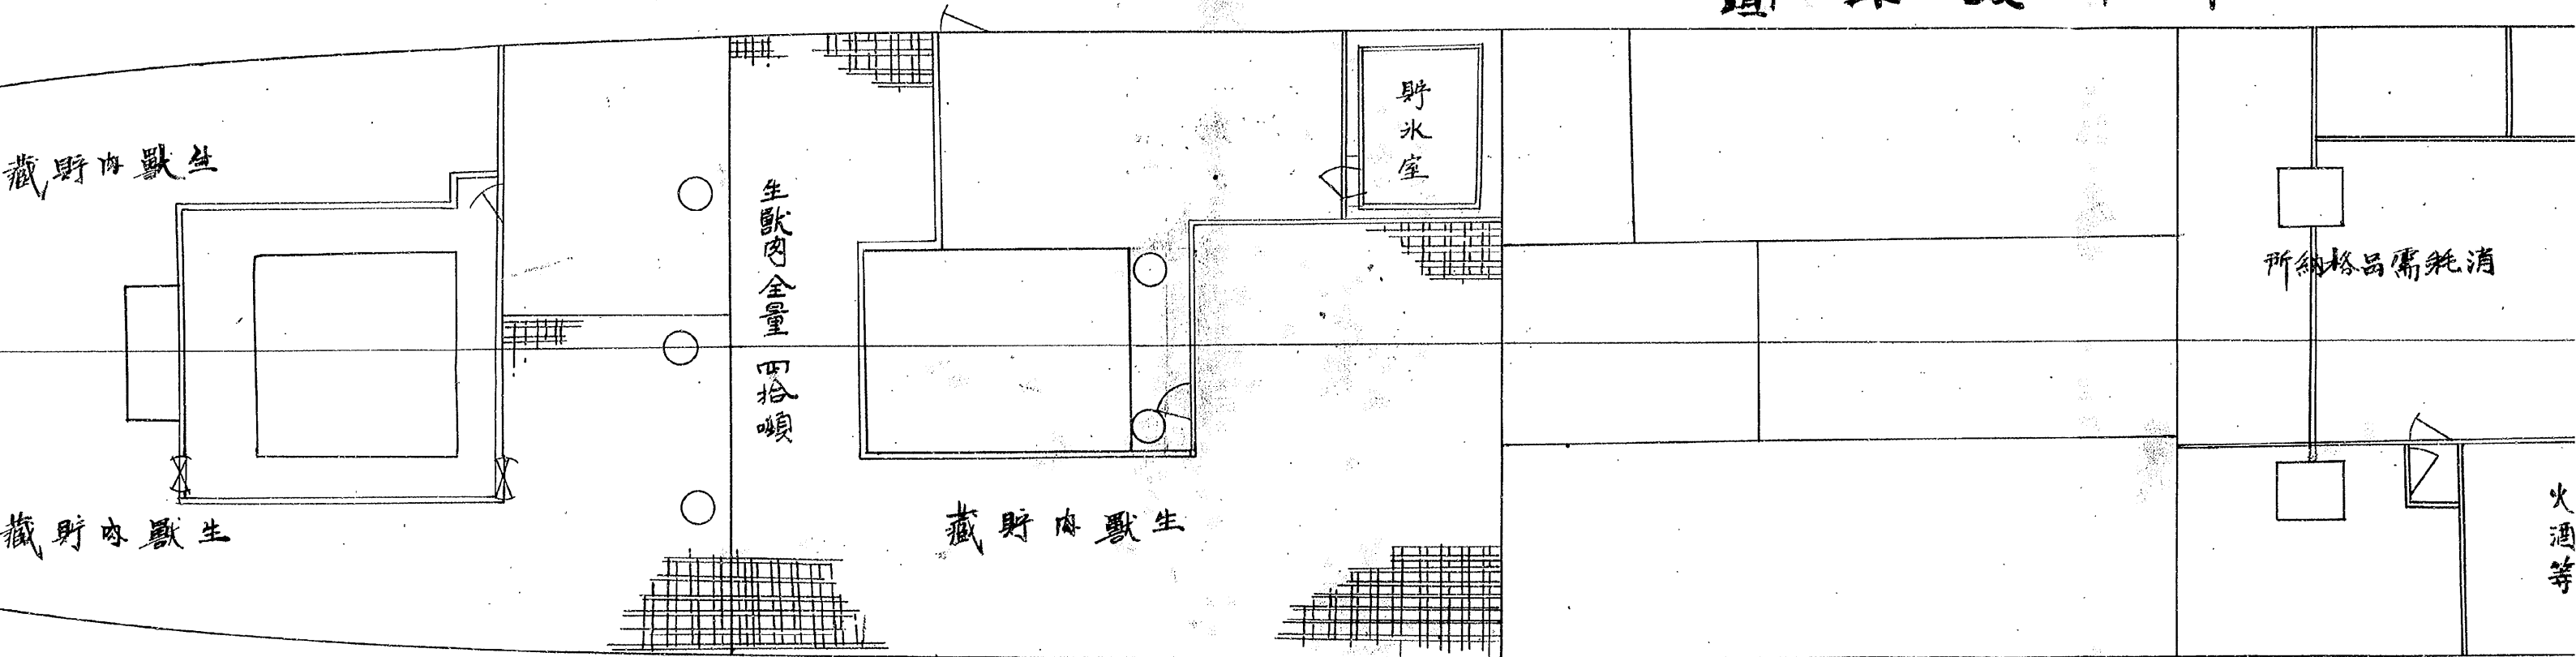 消耗需品格納所
火酒等
貯氷室
生獸肉貯藏
生獸肉全量 四拾噸
生獸肉貯藏
生獸肉貯藏